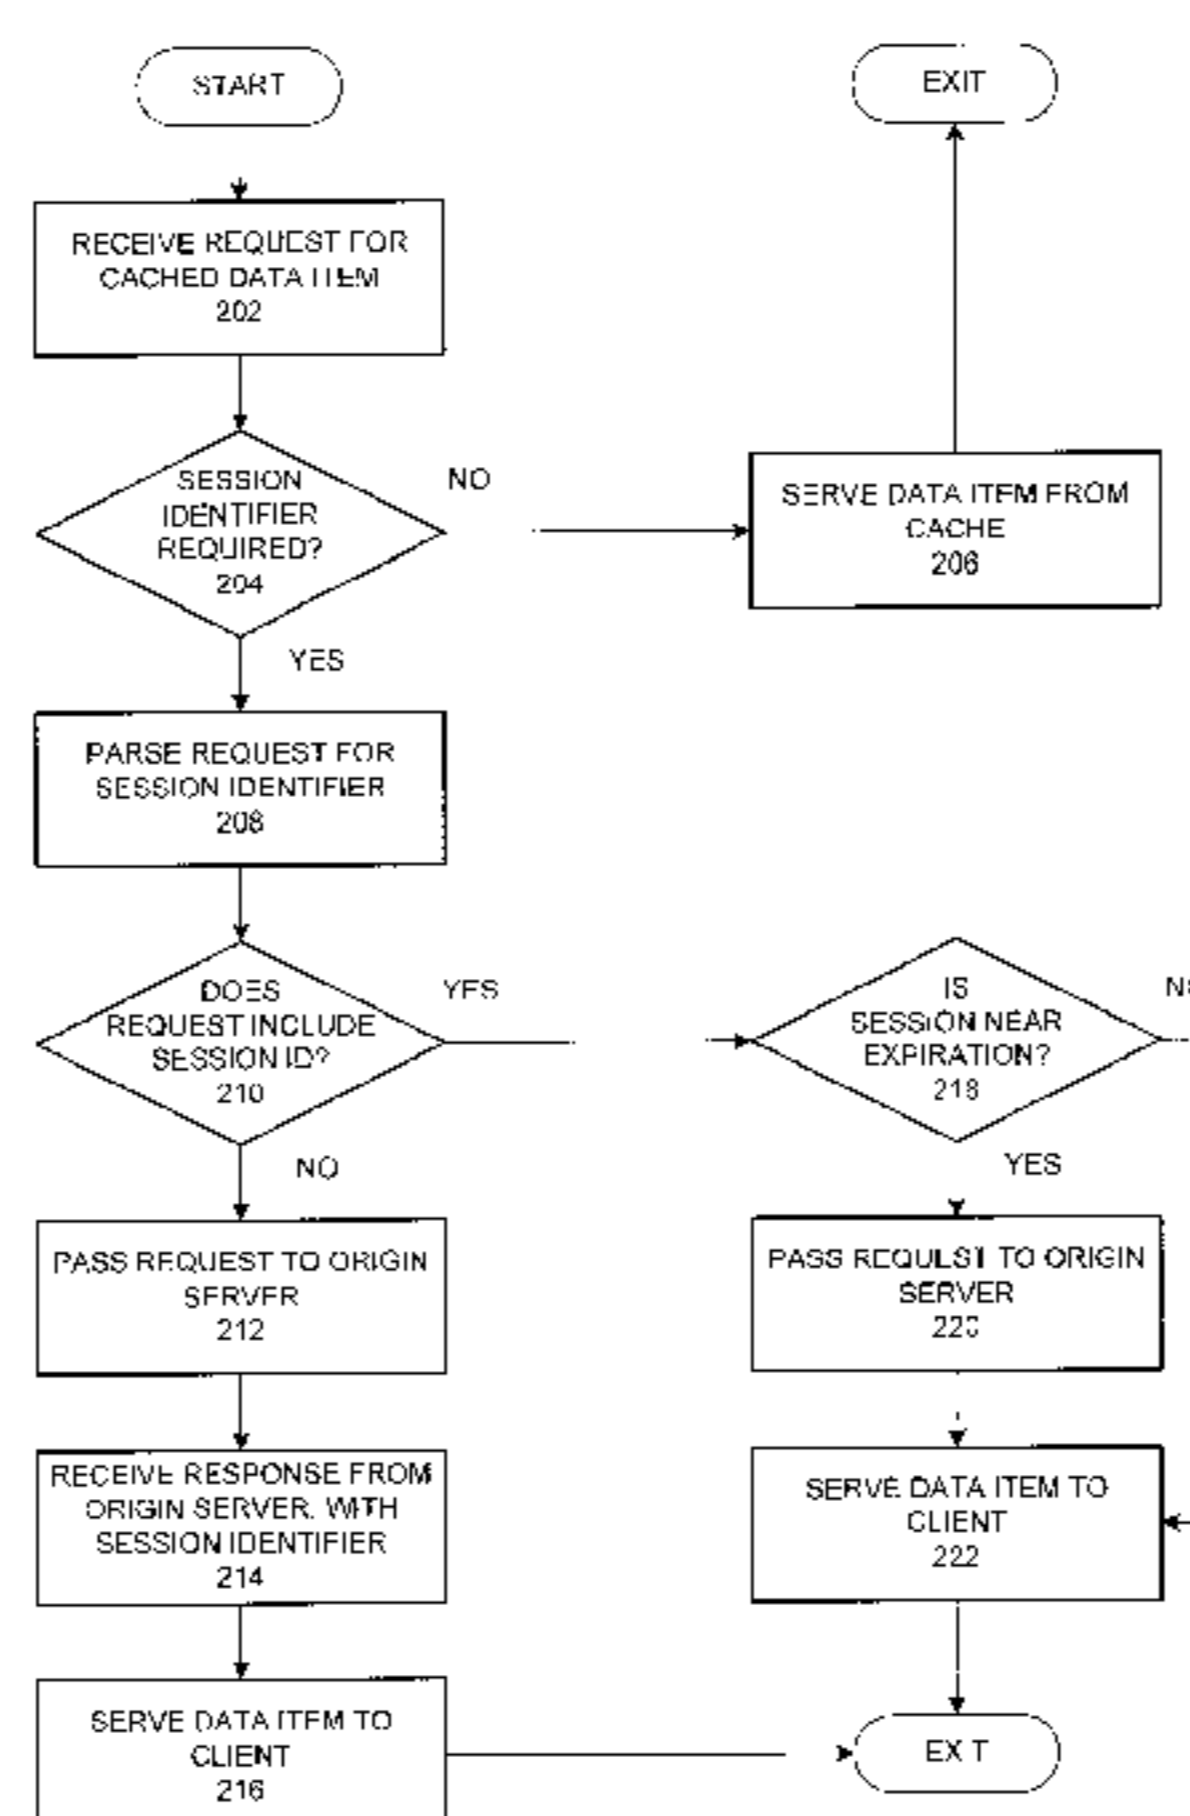 START
EXIT
RECEIVE REQUEST FOR
CACHED DATA ITEM
202
SESSION
IDENTIFIER
REQUIRED?
204
NO
SERVE DATA ITEM FROM
CACHE
206
YES
PARSE REQUEST FOR
SESSION IDENTIFIER
208
DOES
REQUEST INCLUDE
SESSION ID?
210
YES
IS
SESSION NEAR
EXPIRATION?
218
NO
NO
YES
PASS REQUEST TO ORIGIN
SERVER
212
PASS REQUEST TO ORIGIN
SERVER
220
RECEIVE RESPONSE FROM
ORIGIN SERVER, WITH
SESSION IDENTIFIER
214
SERVE DATA ITEM TO
CLIENT
222
SERVE DATA ITEM TO
CLIENT
216
EXIT